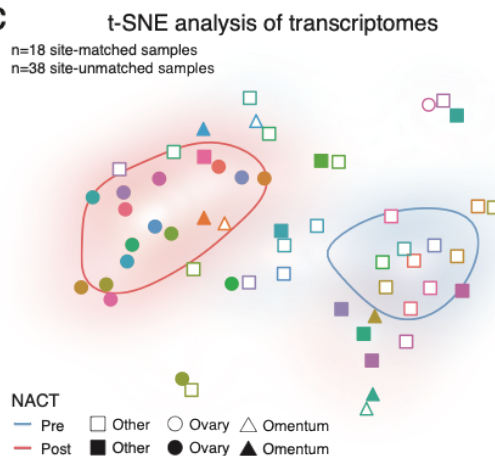 C
t-SNE analysis of transcriptomes
n=18 site-matched samples
n=38 site-unmatched samples
NACT
Pre Other Ovary Omentum
Post Other Ovary Omentum